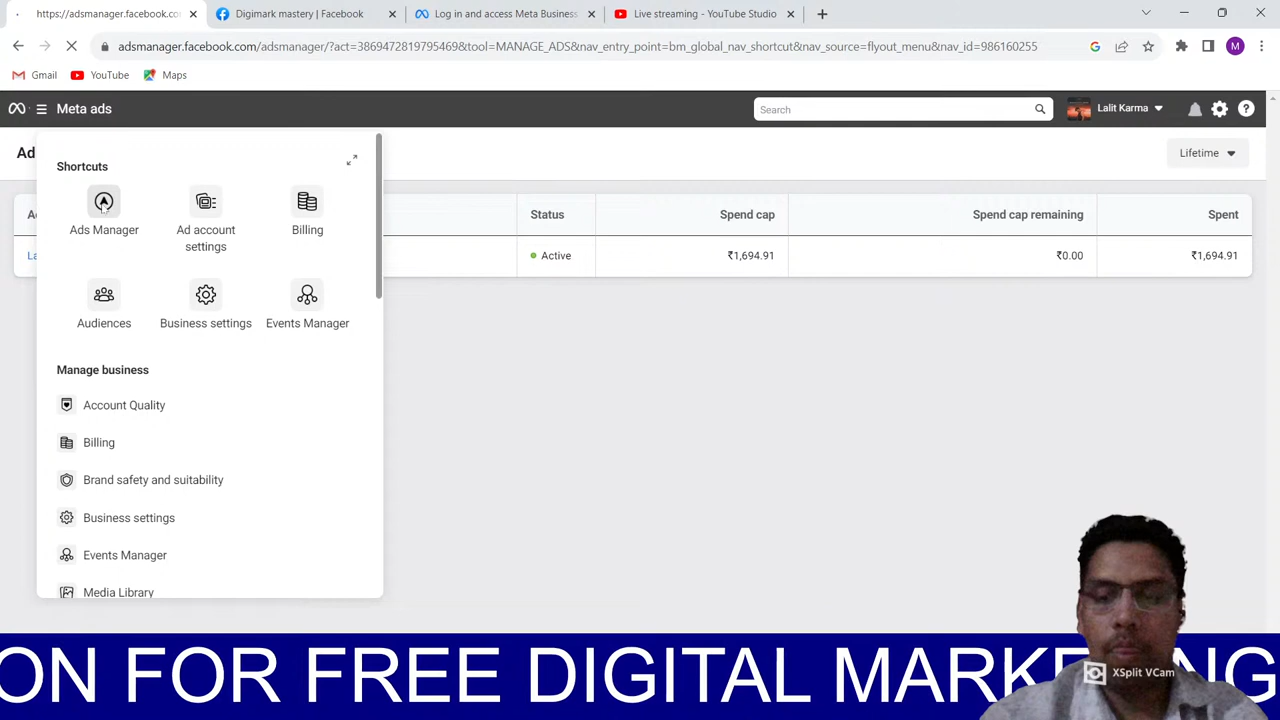 https://adsmanager.facebook.co
Digimark mastery | Facebook
Log in and access Meta Business
Live streaming - YouTube Studio
adsmanager.facebook.com/adsmanager/?act=3869472819795469&tool=MANAGE_ADS&nav_entry_point=bm_global_nav_shortcut&nav_source=flyout_menu&nav_id=986160255
M
Gmail
YouTube
Maps
Meta ads
Search
Lalit Karma
Ad
Lifetime
Shortcuts
Ads Manager
Ad account settings
Billing
Audiences
Business settings
Events Manager
Status
Spend cap
Spend cap remaining
Spent
Active
₹1,694.91
₹0.00
₹1,694.91
Manage business
Account Quality
Billing
Brand safety and suitability
Business settings
Events Manager
Media Library
XSplit VCam
ON FOR FREE DIGITAL MARKETING